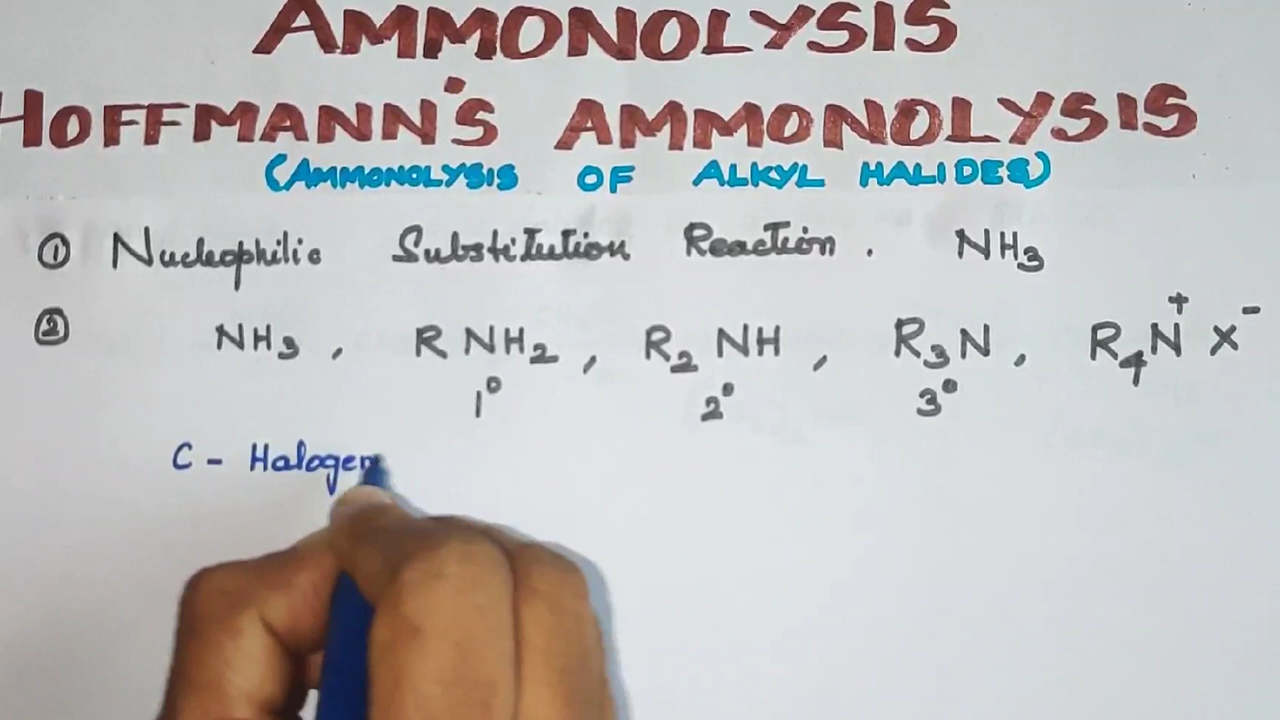 AMMONOLYSIS
HOFFMANN'S AMMONOLYSIS
(AMMONOLYSIS OF ALKYL HALIDES)
① Nucleophilic Substitution Reaction. NH₃
② NH₃, RNH₂, R₂NH, R₃N, R₄N⁺X⁻
1° 2° 3°
C - Halogen